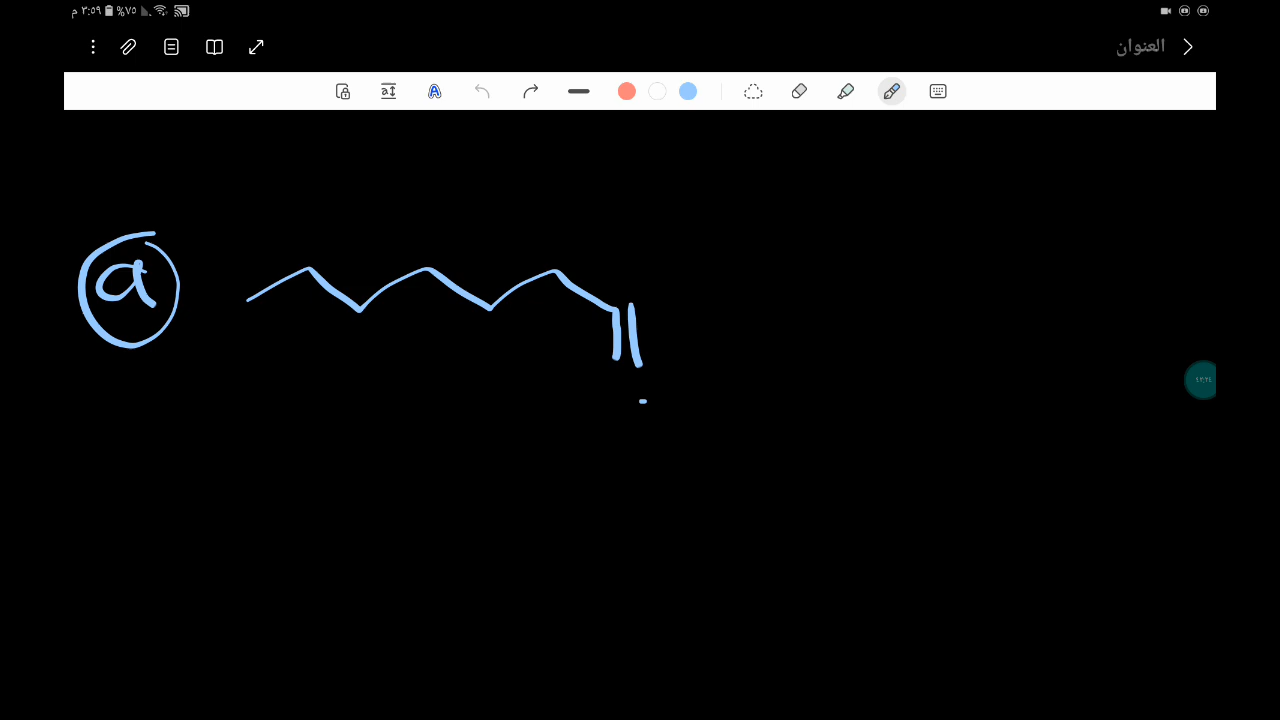 م ٣:٥٩ %٧٥
العنوان
a